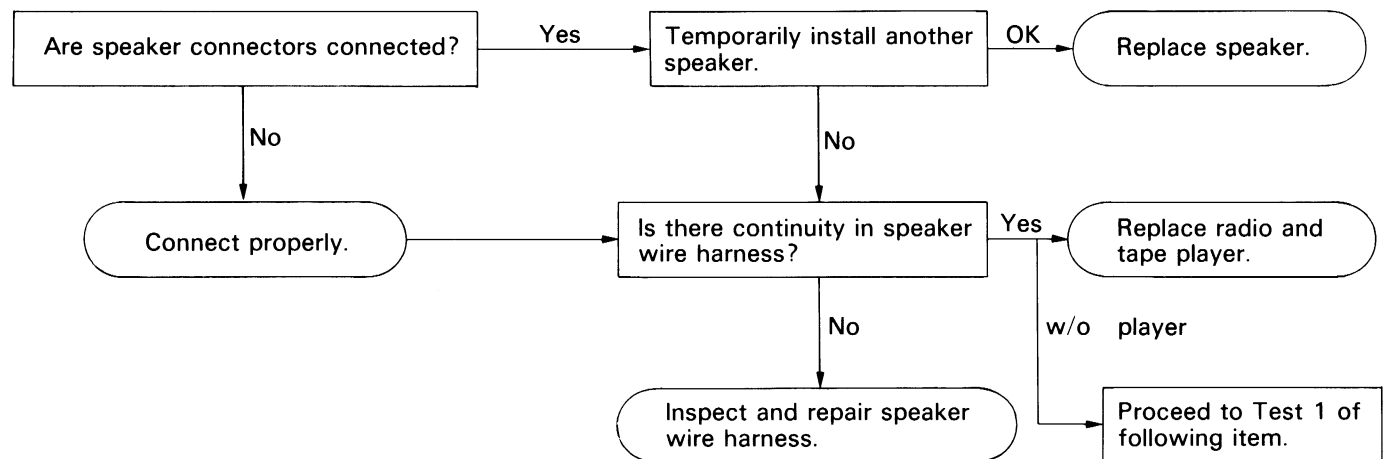 Are speaker connectors connected?
Yes
Temporarily install another
speaker.
OK
Replace speaker.
No
No
Connect properly.
Is there continuity in speaker
wire harness?
Yes
Replace radio and
tape player.
No
w/o player
Inspect and repair speaker
wire harness.
Proceed to Test 1 of
following item.